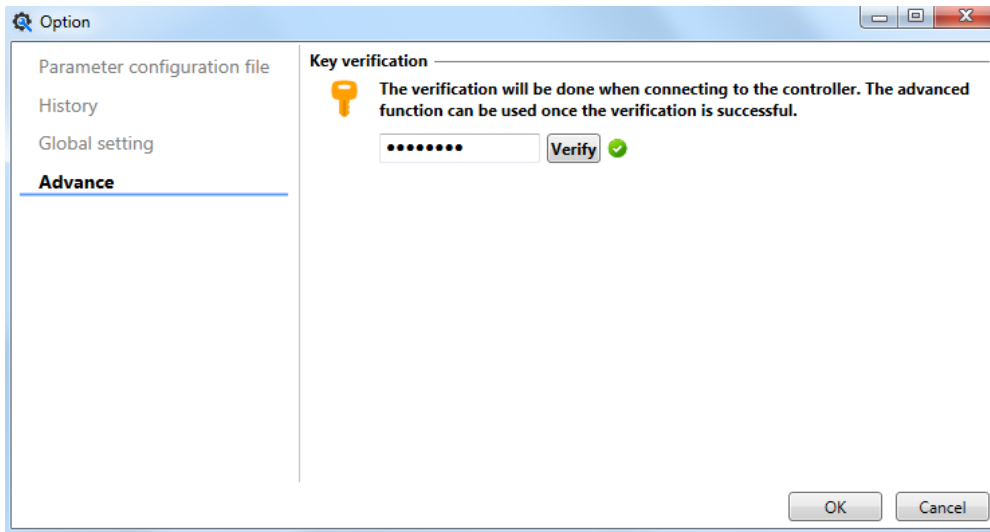 Option
Parameter configuration file
History
Global setting
Advance
Key verification
The verification will be done when connecting to the controller. The advanced
function can be used once the verification is successful.
••••••••
Verify
OK
Cancel